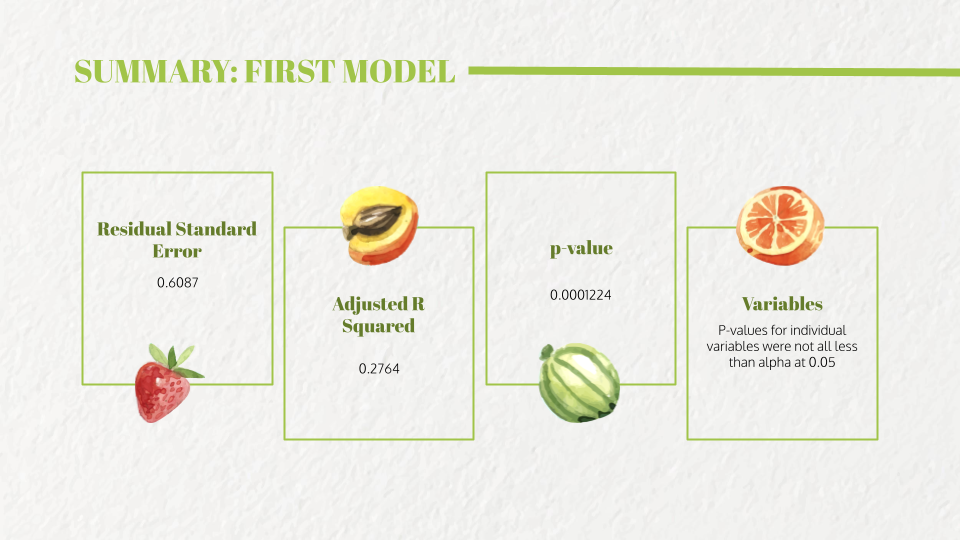 SUMMARY: FIRST MODEL
Residual Standard
Error
0.6087
Adjusted R
Squared
0.2764
p-value
0.0001224
Variables
P-values for individual
variables were not all less
than alpha at 0.05